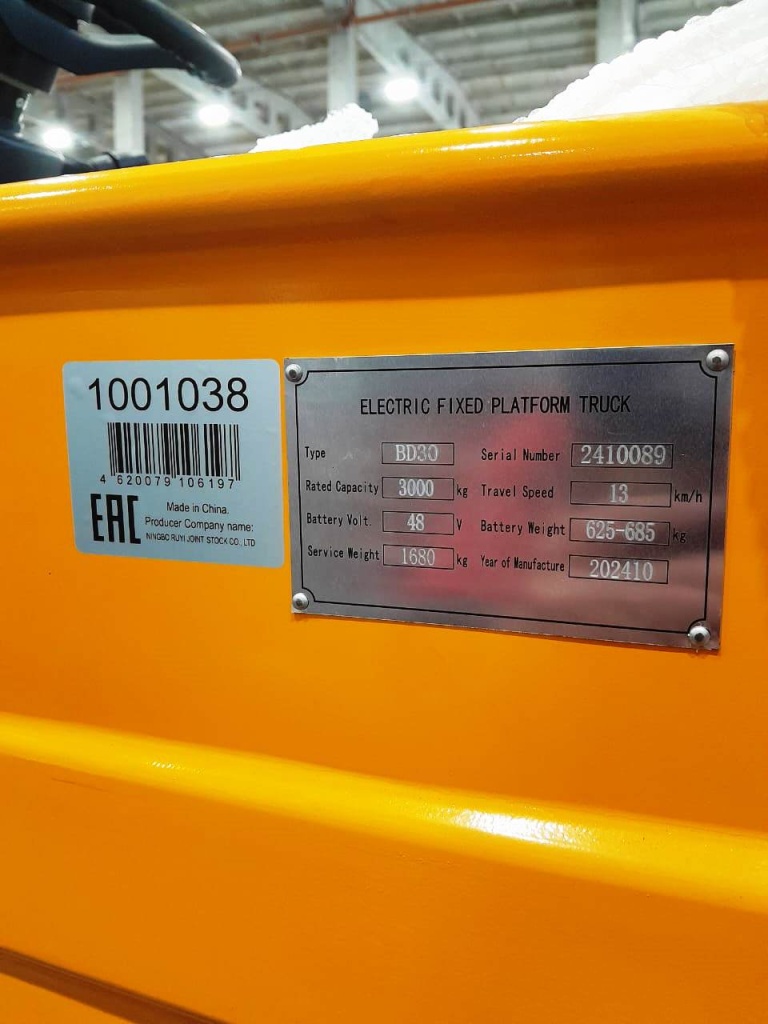 1001038
4 620079 106197
EAC
Made in China.
Producer Company name:
NINGBO RUYI JOINT STOCK CO., LTD
ELECTRIC FIXED PLATFORM TRUCK
Type BD30 Serial Number 2410089
Rated Capacity 3000 kg Travel Speed 13 km/h
Battery Volt. 48 V Battery Weight 625-685 kg
Service Weight 1680 kg Year of Manufacture 202410